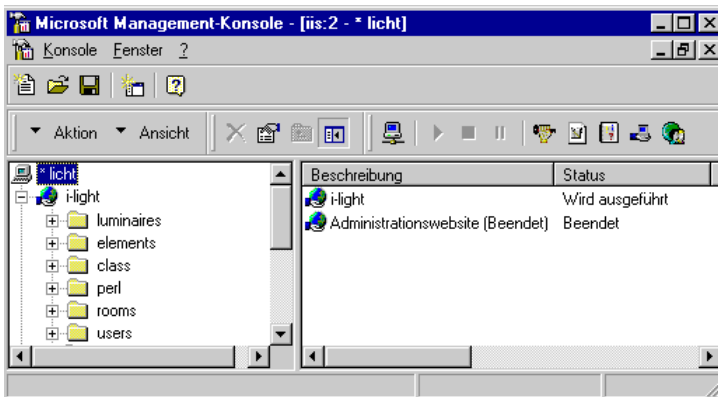 Microsoft Management-Konsole - [iis:2 - * licht]
Konsole Fenster ?
Aktion Ansicht
* licht
i-light
luminaires
elements
class
perl
rooms
users
Beschreibung Status
i-light Wird ausgeführt
Administrationswebsite (Beendet) Beendet